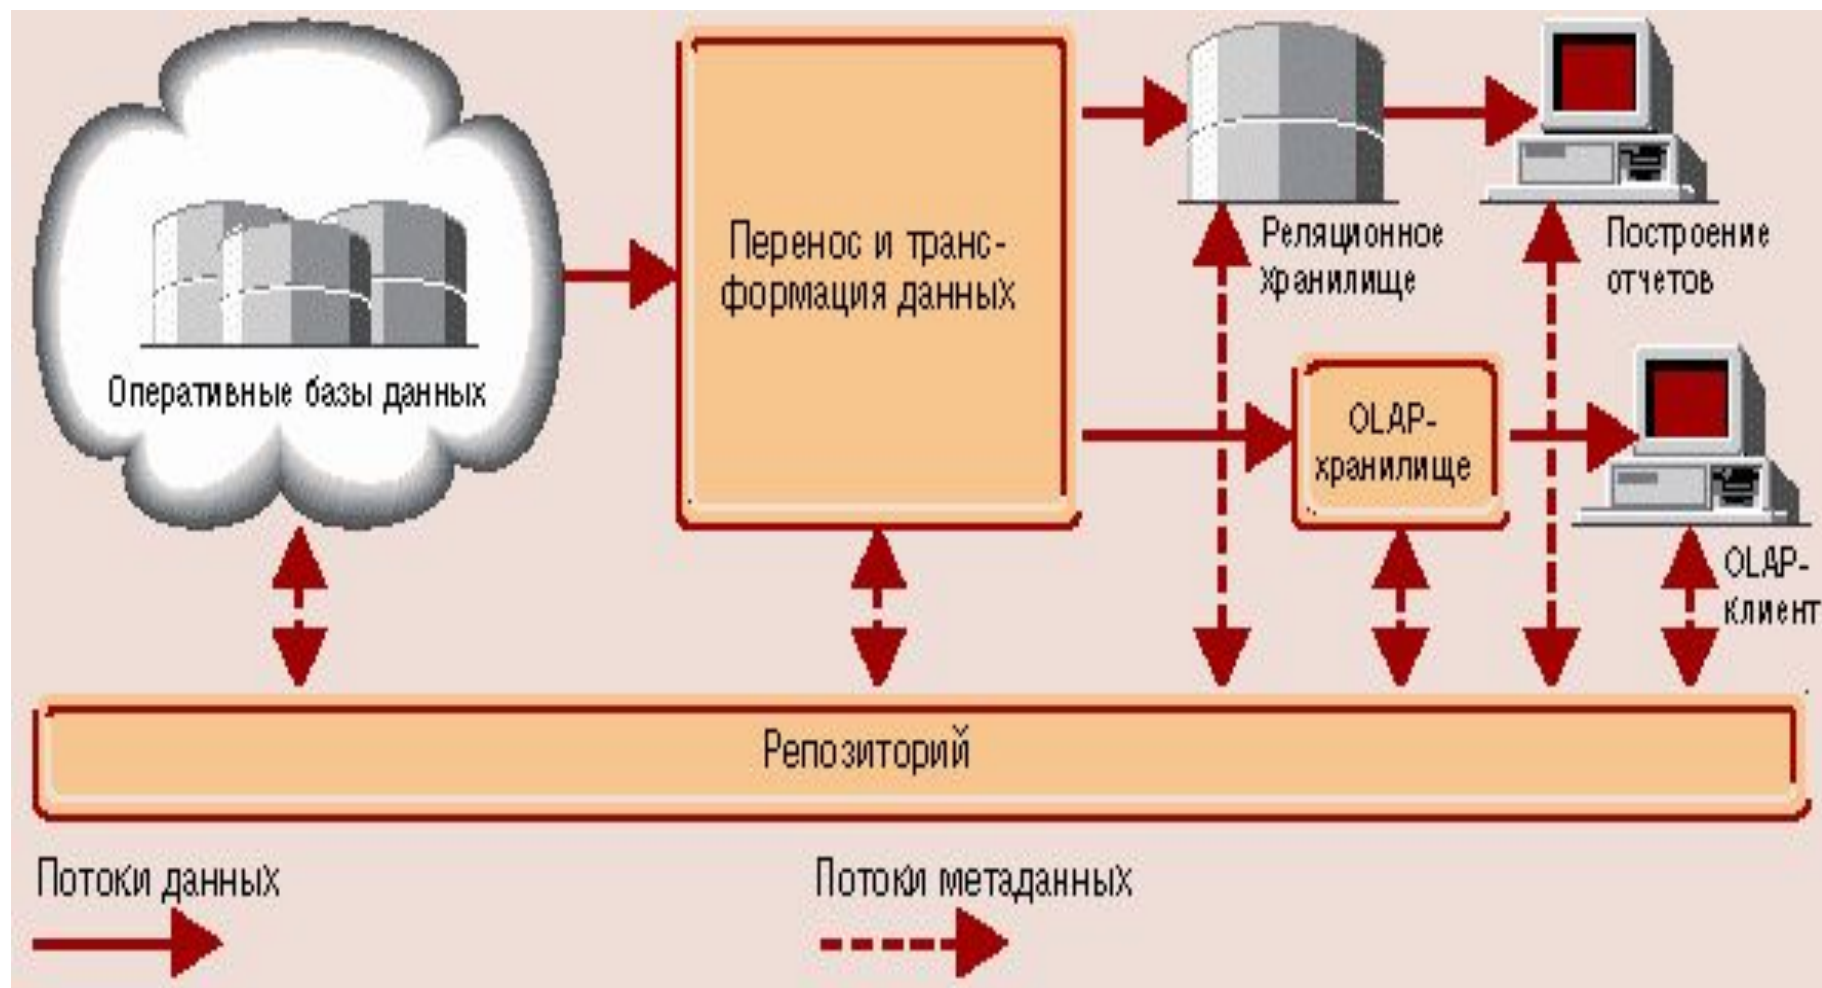 Оперативные базы данных
Перенос и транс-
формация данных
Реляционное
хранилище
Построение
отчетов
OLAP-
хранилище
OLAP-
клиент
Репозиторий
Потоки данных
Потоки метаданных